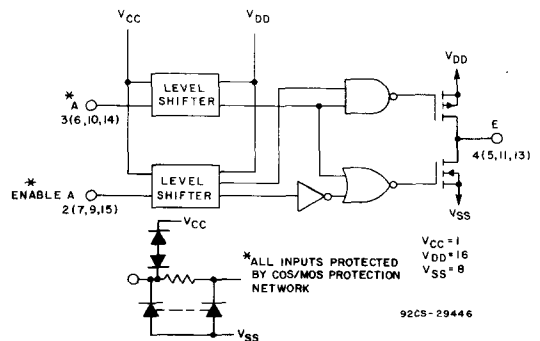 VCC
VDD
LEVEL
SHIFTER
*
A
3(6,10,14)
VDD
E
4(5,11,13)
LEVEL
SHIFTER
*
ENABLE A
2(7,9,15)
VSS
VCC
*ALL INPUTS PROTECTED
BY COS/MOS PROTECTION
NETWORK
VSS
VCC=1
VDD=16
VSS=8
92CS-29446